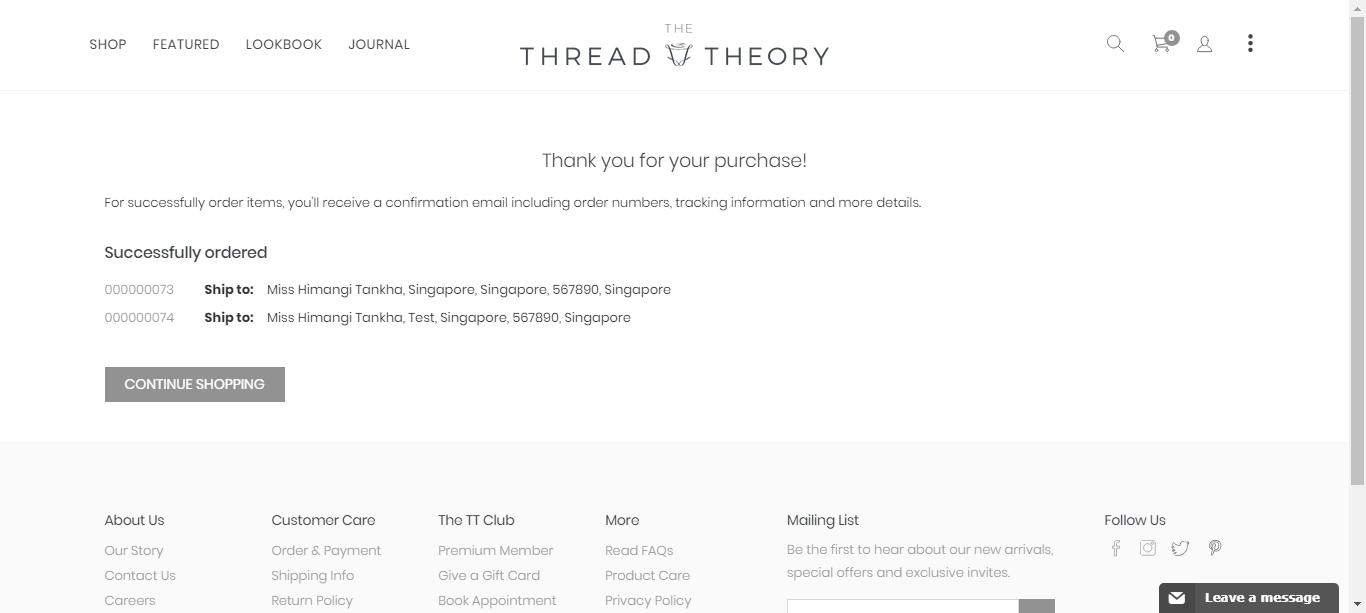 SHOP FEATURED LOOKBOOK JOURNAL
THE
THREAD THEORY
0
Thank you for your purchase!
For successfully order items, you'll receive a confirmation email including order numbers, tracking information and more details.
Successfully ordered
000000073 Ship to: Miss Himangi Tankha, Singapore, Singapore, 567890, Singapore
000000074 Ship to: Miss Himangi Tankha, Test, Singapore, 567890, Singapore
CONTINUE SHOPPING
About Us
Our Story
Contact Us
Careers
Customer Care
Order & Payment
Shipping Info
Return Policy
The TT Club
Premium Member
Give a Gift Card
Book Appointment
More
Read FAQs
Product Care
Privacy Policy
Mailing List
Be the first to hear about our new arrivals,
special offers and exclusive invites.
Follow Us
Leave a message